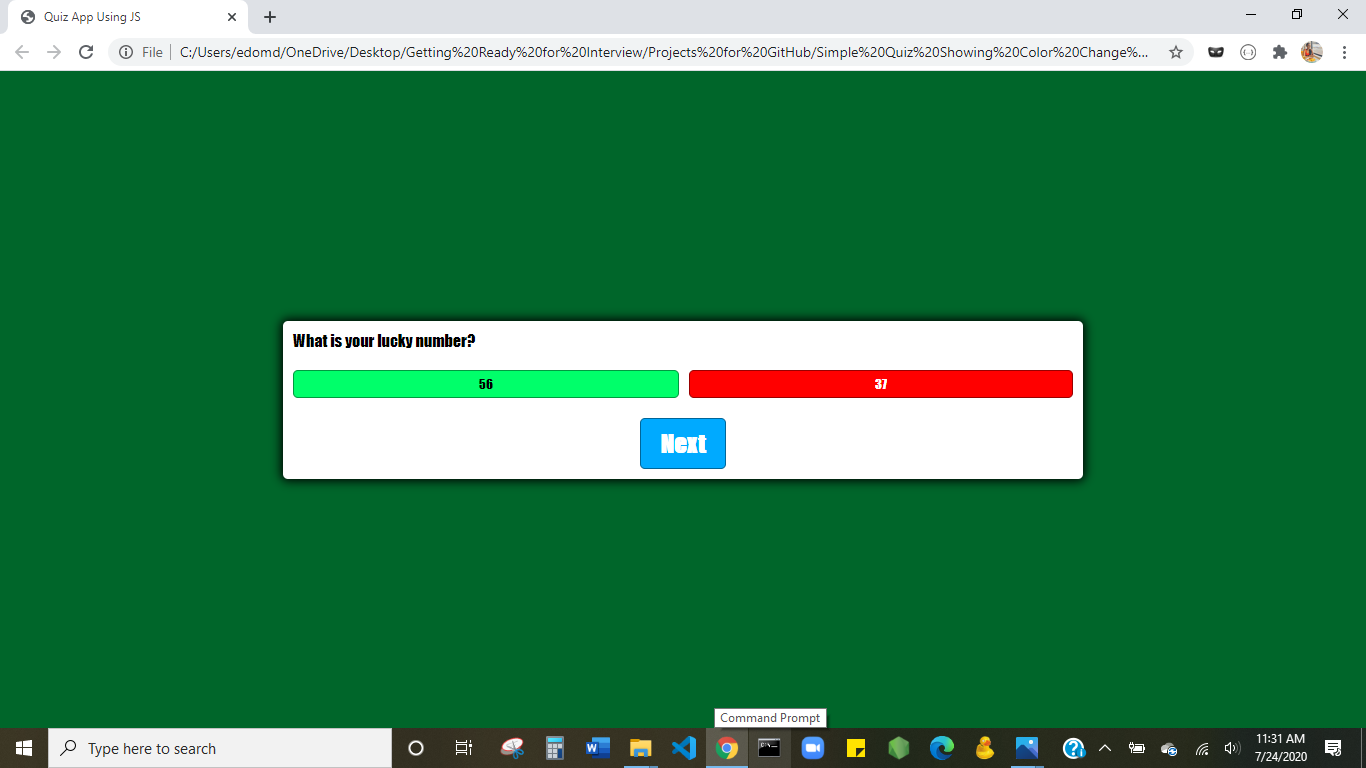 Quiz App Using JS
File
C:/Users/edomd/OneDrive/Desktop/Getting%20Ready%20for%20Interview/Projects%20for%20GitHub/Simple%20Quiz%20Showing%20Color%20Change%...
What is your lucky number?
56
37
Next
Command Prompt
Type here to search
11:31 AM
7/24/2020